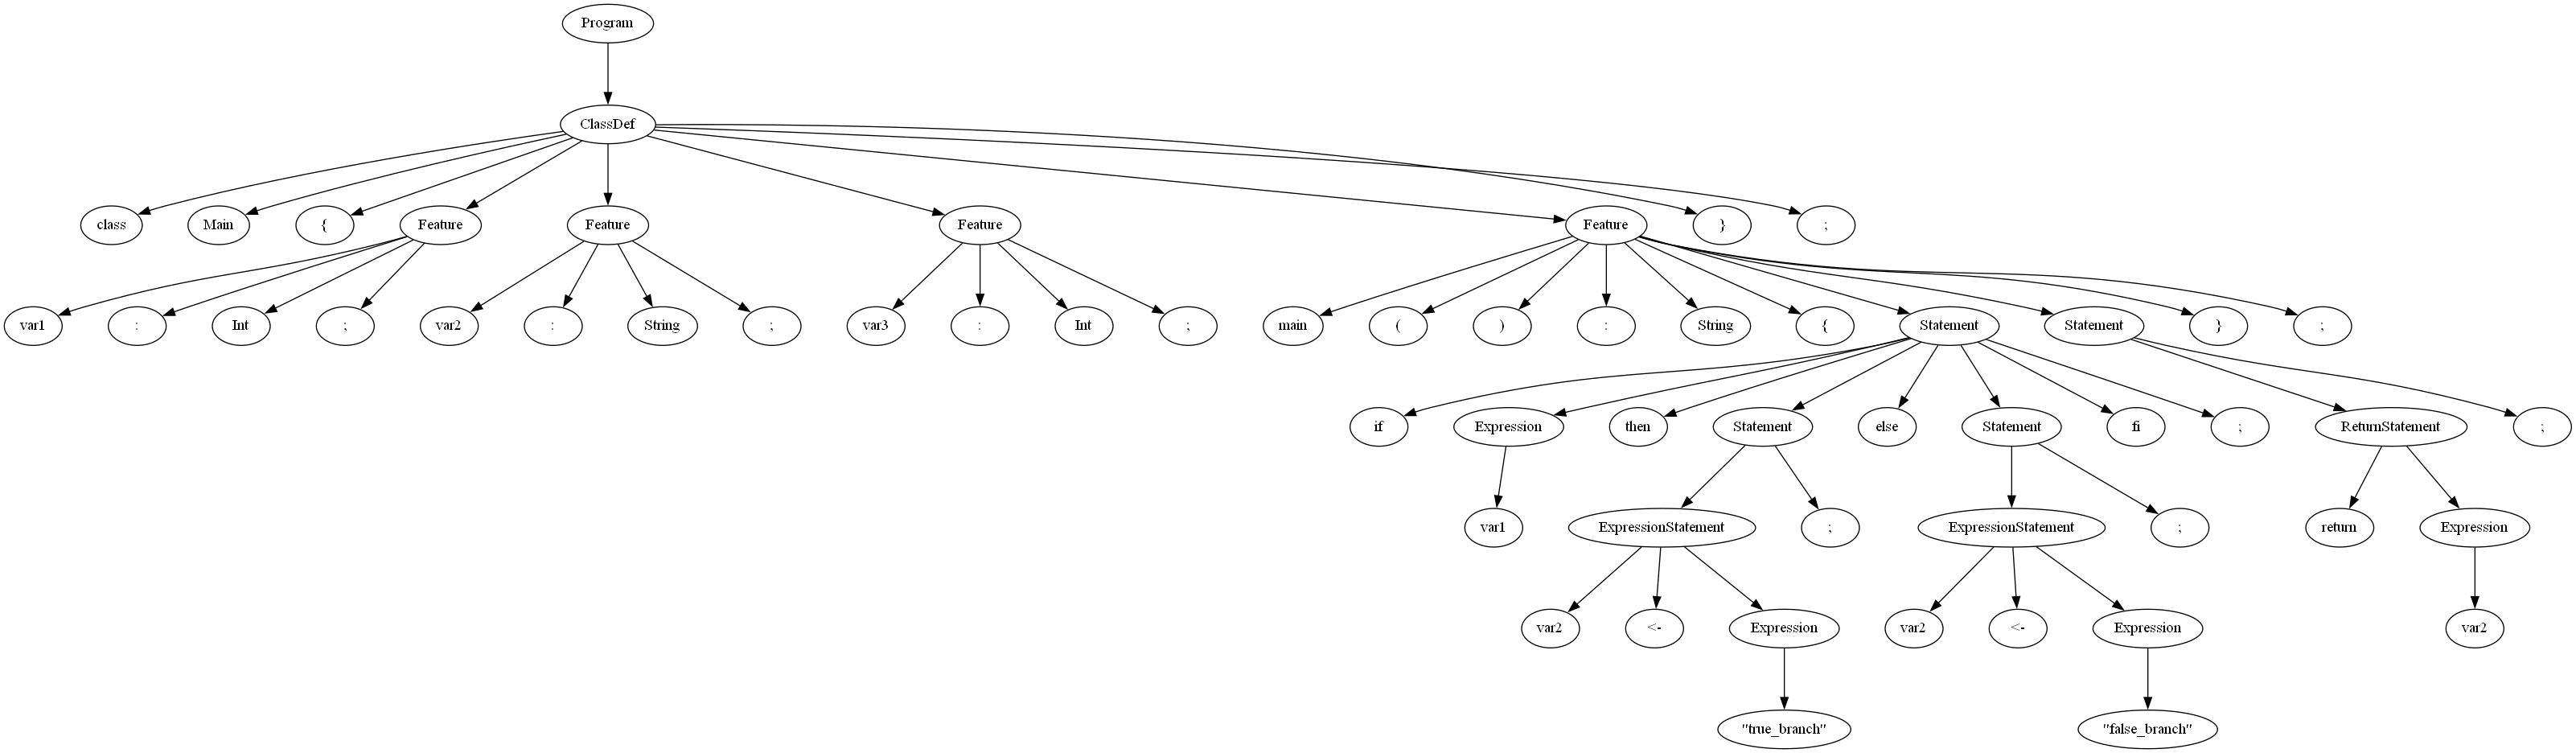 Program
ClassDef
class Main { Feature Feature Feature Feature } ;
var1 : Int ; var2 : String ; var3 : Int ; main ( ) : String { Statement Statement } ;
if Expression then Statement else Statement fi ; ReturnStatement ;
var1 ExpressionStatement ; ExpressionStatement ; return Expression
var2 <- Expression var2 <- Expression var2
"true_branch" "false_branch"